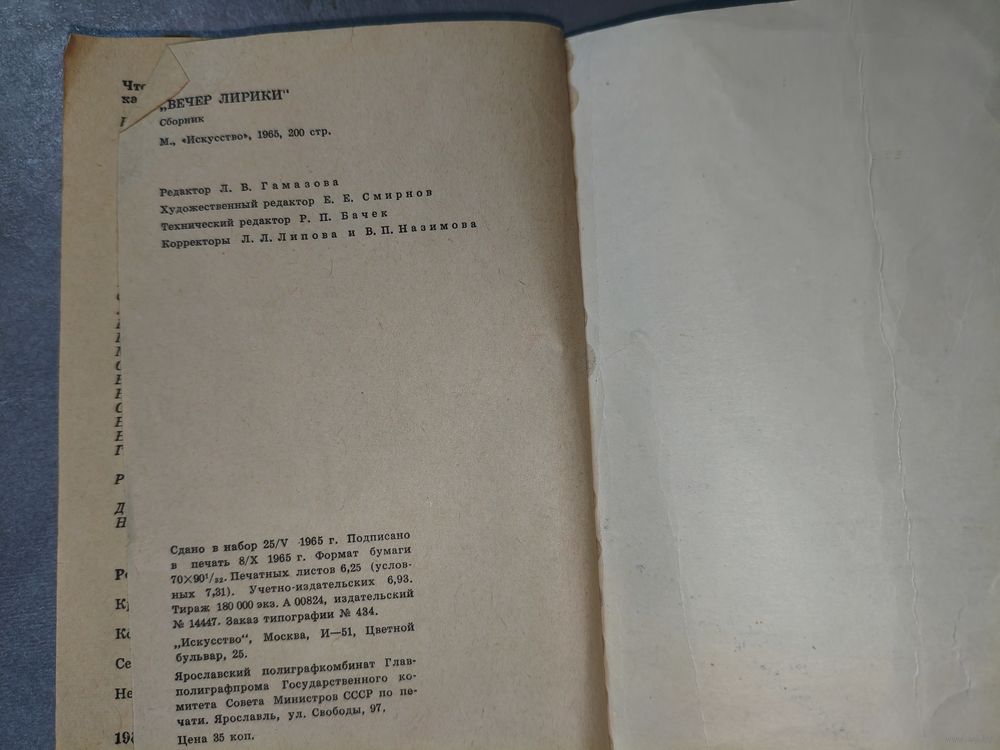 „ВЕЧЕР ЛИРИКИ“
Сборник
М., «Искусство», 1965, 200 стр.
Редактор Л. В. Гамазова
Художественный редактор Е. Е. Смирнов
Технический редактор Р. П. Бачек
Корректоры Л. Л. Липова и В. П. Назимова
Сдано в набор 25/V 1965 г. Подписано
в печать 8/X 1965 г. Формат бумаги
70×90¹/₃₂. Печатных листов 6,25 (услов-
ных 7,31). Учетно-издательских 6,93.
Тираж 180 000 экз. А 00824, издательский
№ 14447. Заказ типографии № 434.
„Искусство“, Москва, И—51, Цветной
бульвар, 25.
Ярославский полиграфкомбинат Глав-
полиграфпрома Государственного ко-
митета Совета Министров СССР по пе-
чати. Ярославль, ул. Свободы, 97.
Цена 35 коп.